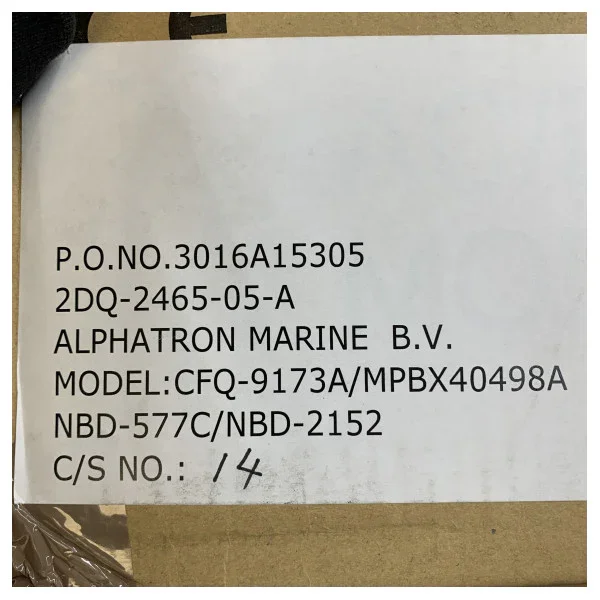 P.O.NO.3016A15305
2DQ-2465-05-A
ALPHATRON MARINE B.V.
MODEL:CFQ-9173A/MPBX40498A
NBD-577C/NBD-2152
C/S NO.: 14